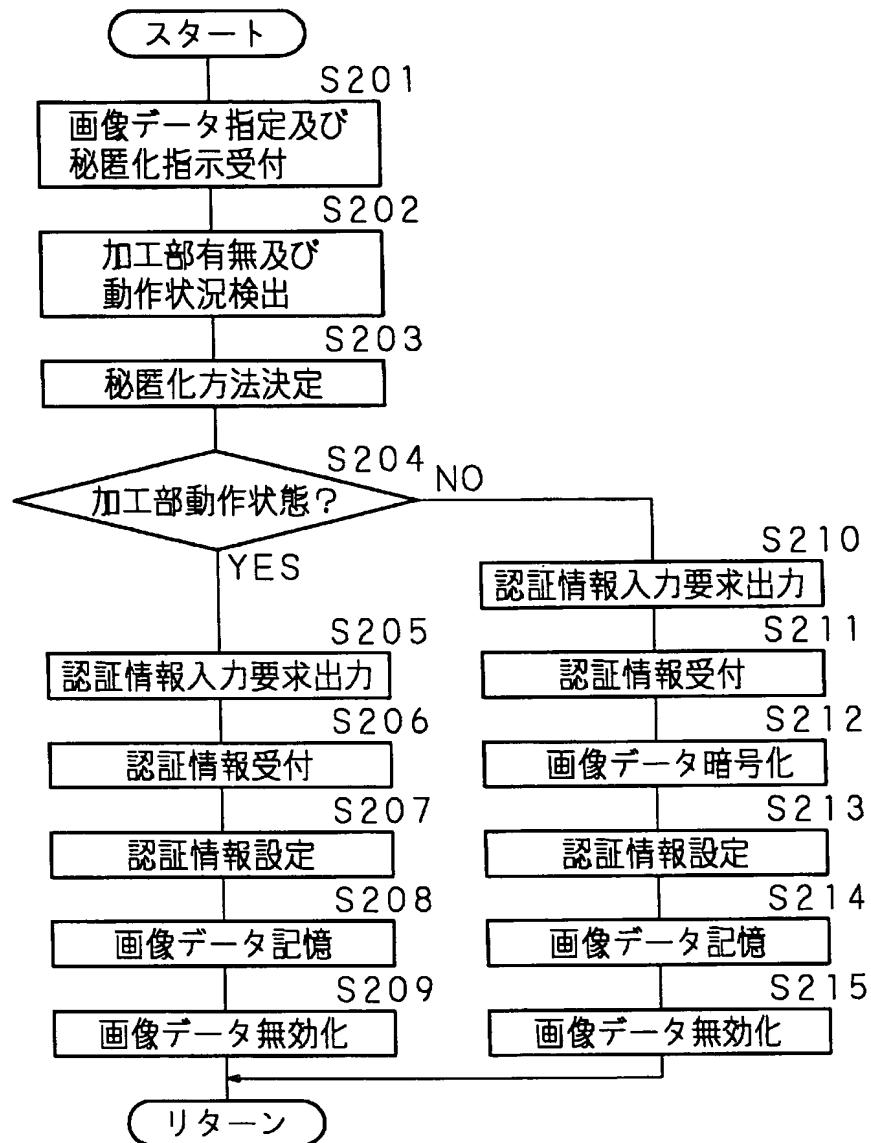 スタート
S201
画像データ指定及び
秘匿化指示受付
S202
加工部有無及び
動作状況検出
S203
秘匿化方法決定
S204
加工部動作状態？
NO
YES
S205
認証情報入力要求出力
S206
認証情報受付
S207
認証情報設定
S208
画像データ記憶
S209
画像データ無効化
S210
認証情報入力要求出力
S211
認証情報受付
S212
画像データ暗号化
S213
認証情報設定
S214
画像データ記憶
S215
画像データ無効化
リターン